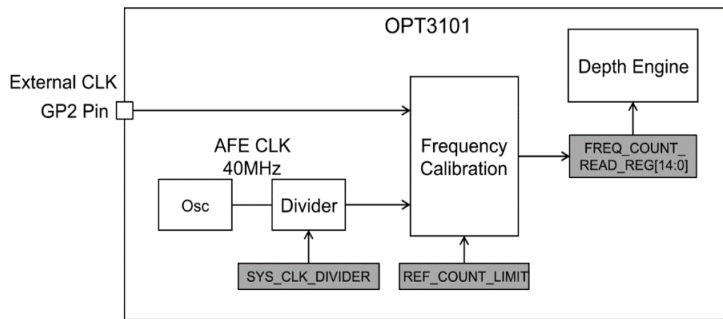 OPT3101
External CLK
GP2 Pin
Depth Engine
AFE CLK
40MHz
Frequency
Calibration
FREQ_COUNT_
READ_REG[14:0]
Osc
Divider
SYS_CLK_DIVIDER
REF_COUNT_LIMIT